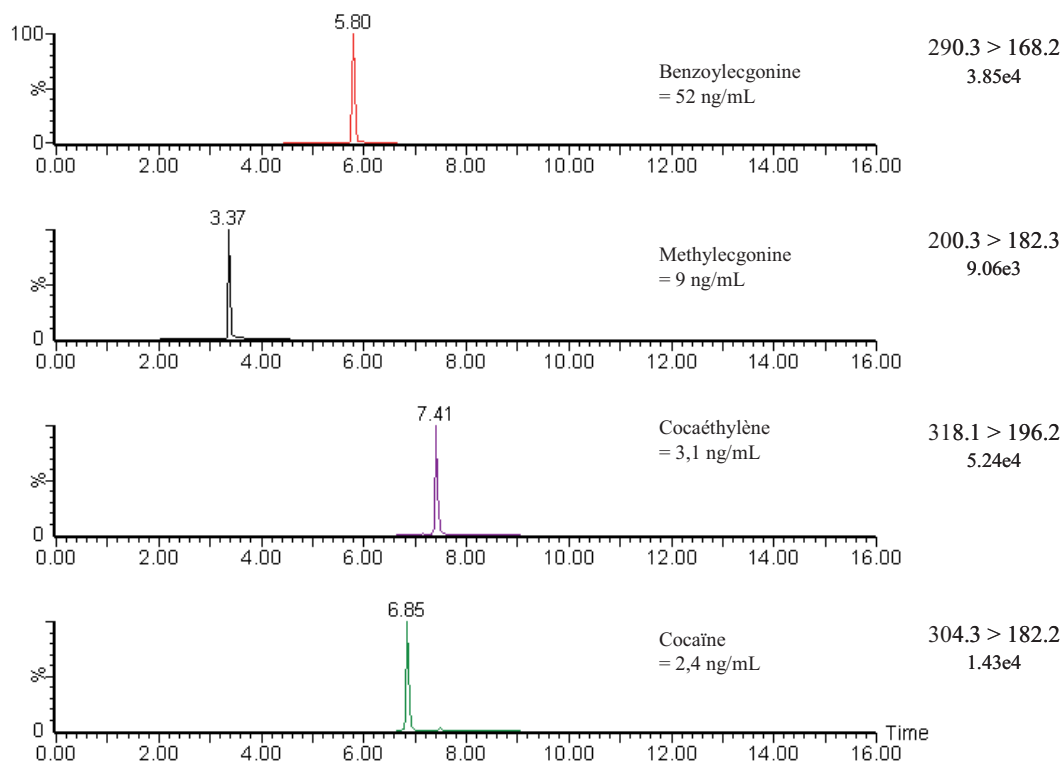 5.80
100
%
0
Benzoylecgonine
= 52 ng/mL
290.3 > 168.2
3.85e4
0.00 2.00 4.00 6.00 8.00 10.00 12.00 14.00 16.00
3.37
%
0
Methylecgonine
= 9 ng/mL
200.3 > 182.3
9.06e3
0.00 2.00 4.00 6.00 8.00 10.00 12.00 14.00 16.00
7.41
%
0
Cocaéthylène
= 3,1 ng/mL
318.1 > 196.2
5.24e4
0.00 2.00 4.00 6.00 8.00 10.00 12.00 14.00 16.00
6.85
%
0
Cocaïne
= 2,4 ng/mL
304.3 > 182.2
1.43e4
Time
0.00 2.00 4.00 6.00 8.00 10.00 12.00 14.00 16.00